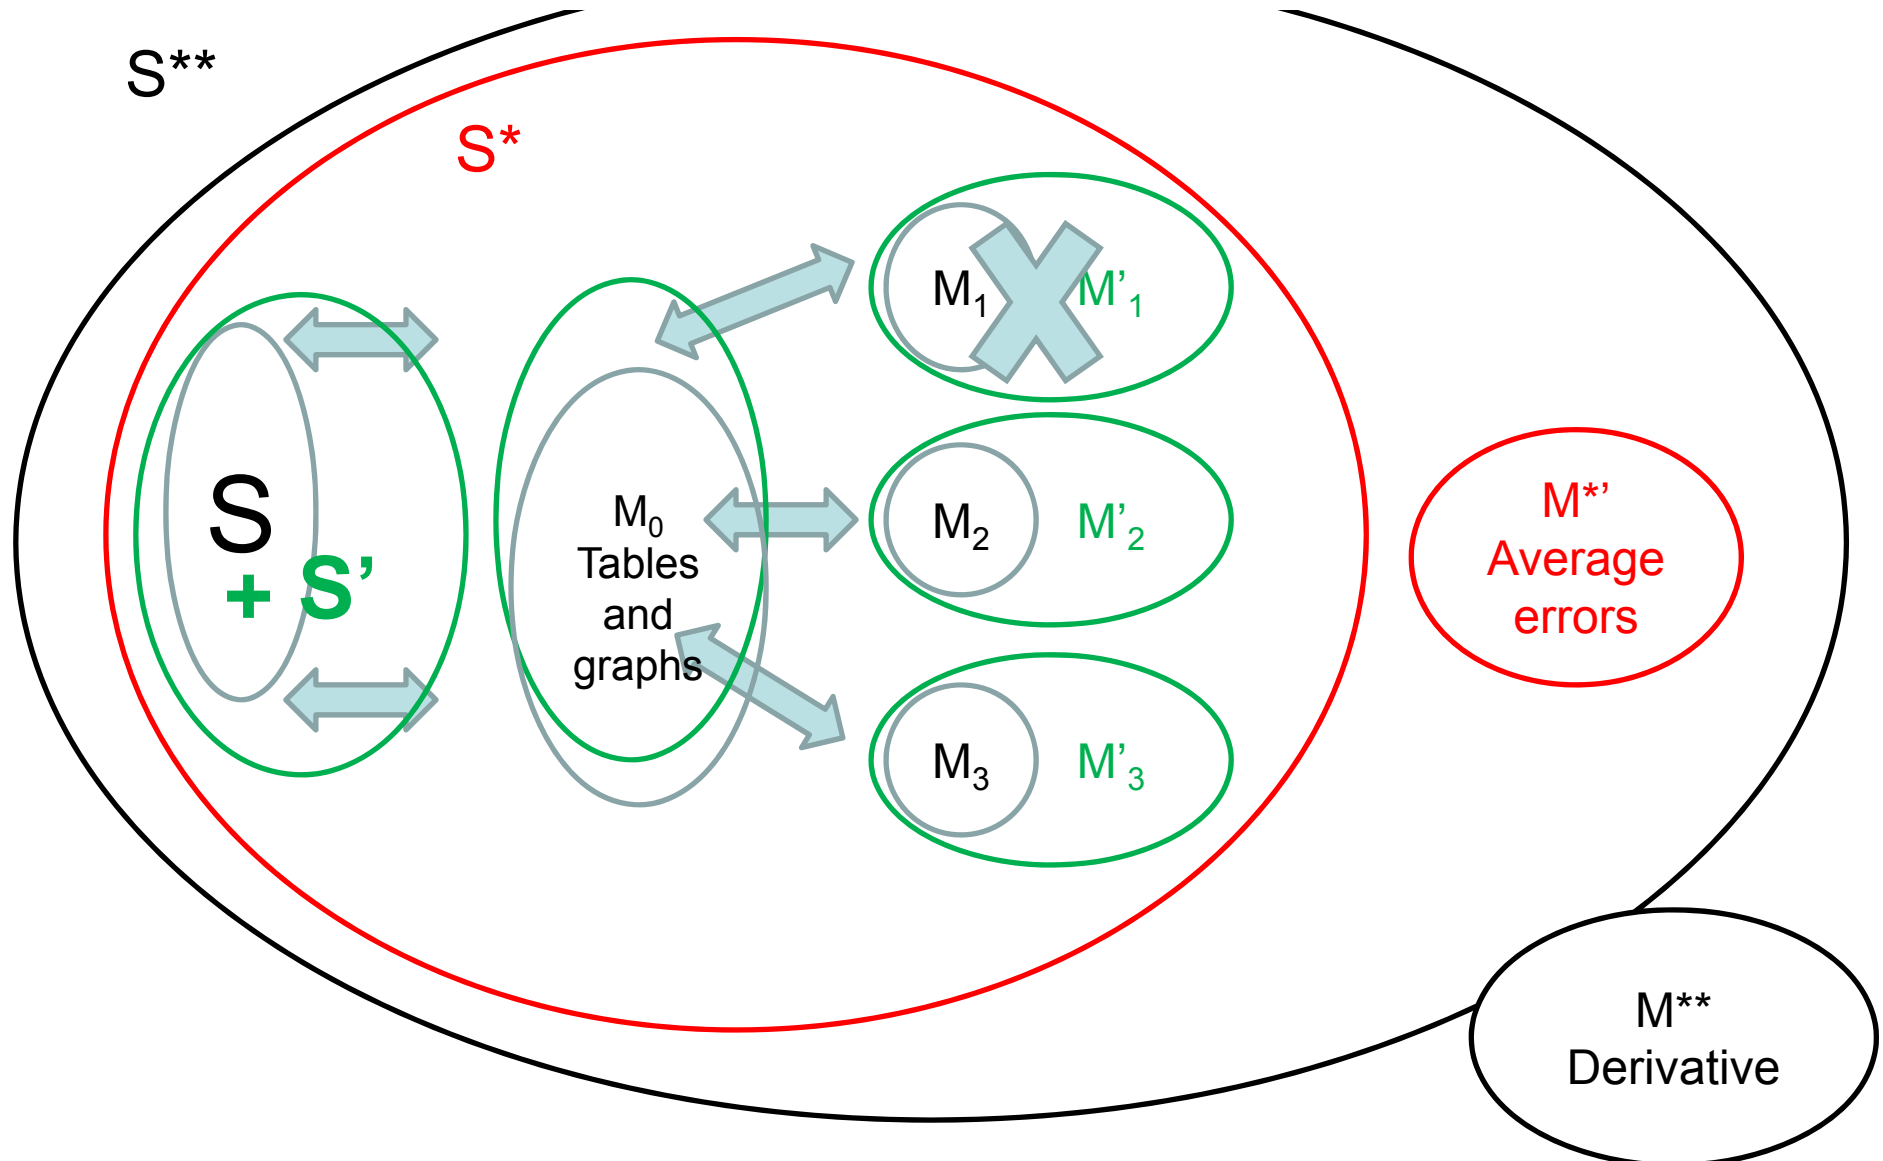 S**
S*
M₁ M’₁
S
+ S’
M₀
Tables
and
graphs
M₂ M’₂
M*’
Average
errors
M₃ M’₃
M**
Derivative